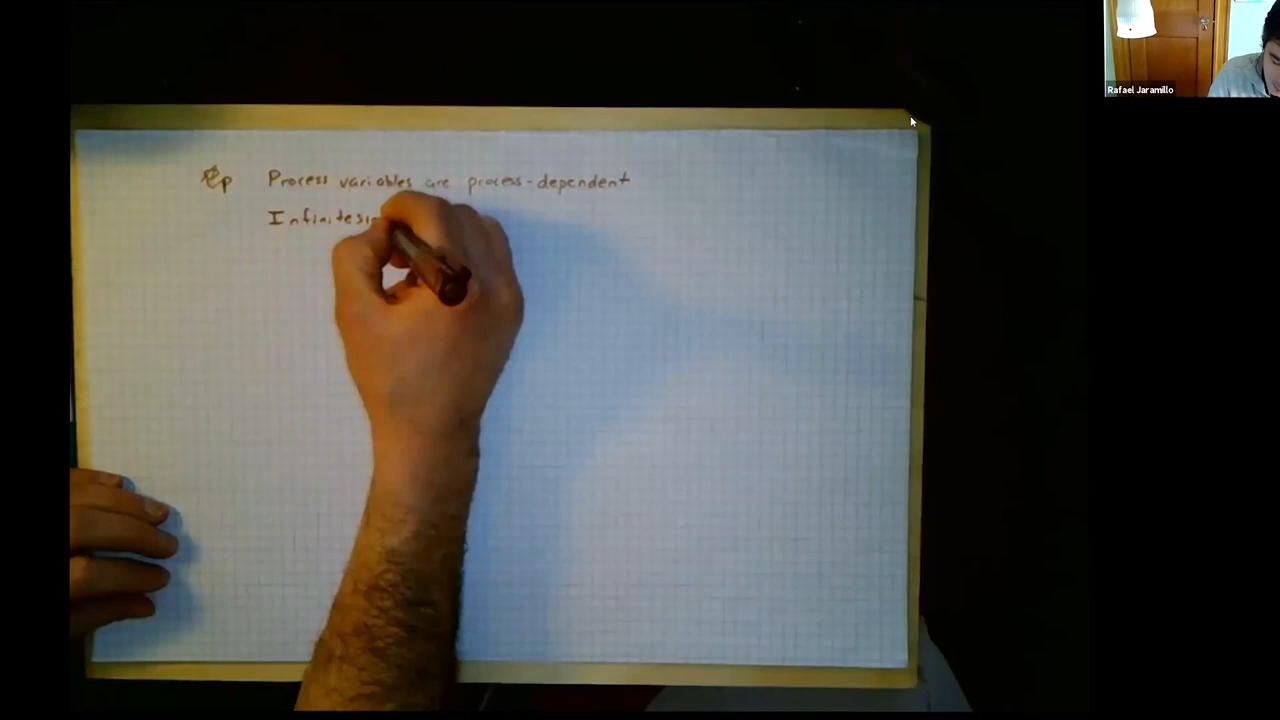 Process variables are process-dependent
Infinitesi
Rafael Jaramillo